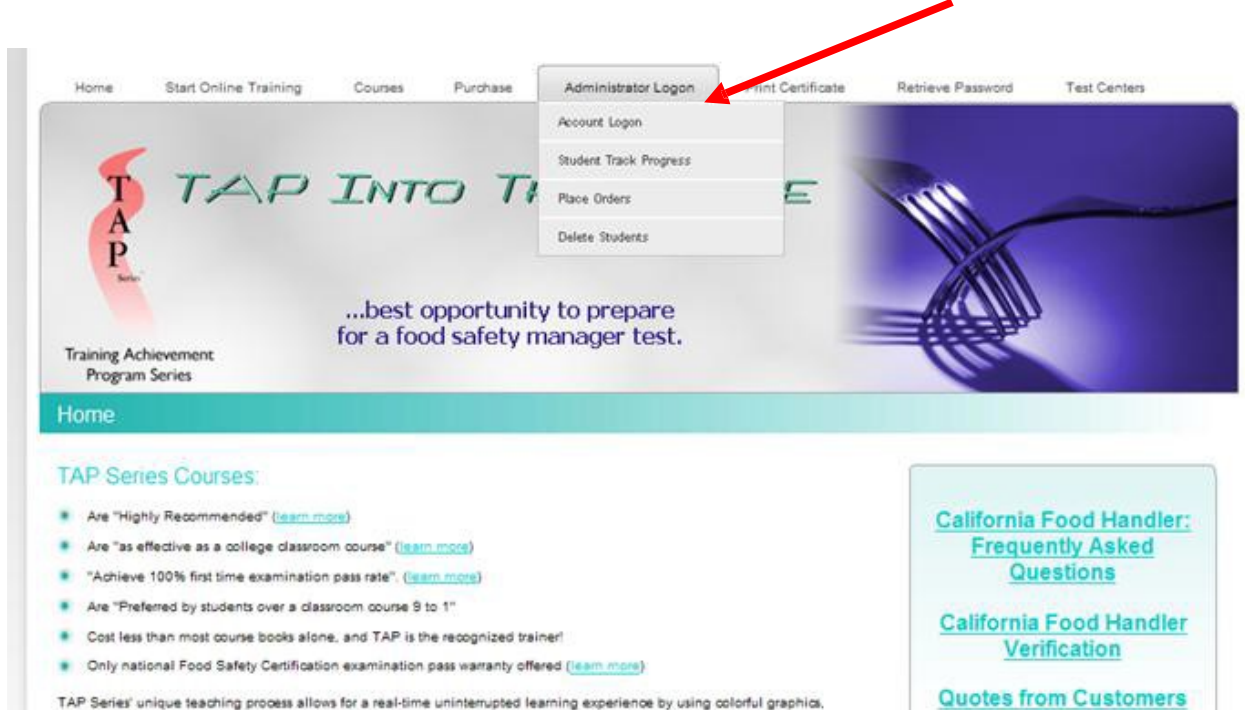 Home Start Online Training Courses Purchase Administrator Logon Print Certificate Retrieve Password Test Centers
Account Logon
Student Track Progress
Place Orders
Delete Students
TAP INTO
T
A
P
Series
...best opportunity to prepare
for a food safety manager test.
Training Achievement
Program Series
Home
TAP Series Courses:
Are "Highly Recommended" (learn more)
Are "as effective as a college classroom course" (learn more)
"Achieve 100% first time examination pass rate". (learn more)
Are "Preferred by students over a classroom course 9 to 1"
Cost less than most course books alone, and TAP is the recognized trainer!
Only national Food Safety Certification examination pass warranty offered (learn more)
TAP Series' unique teaching process allows for a real-time uninterrupted learning experience by using colorful graphics,
California Food Handler:
Frequently Asked
Questions
California Food Handler
Verification
Quotes from Customers